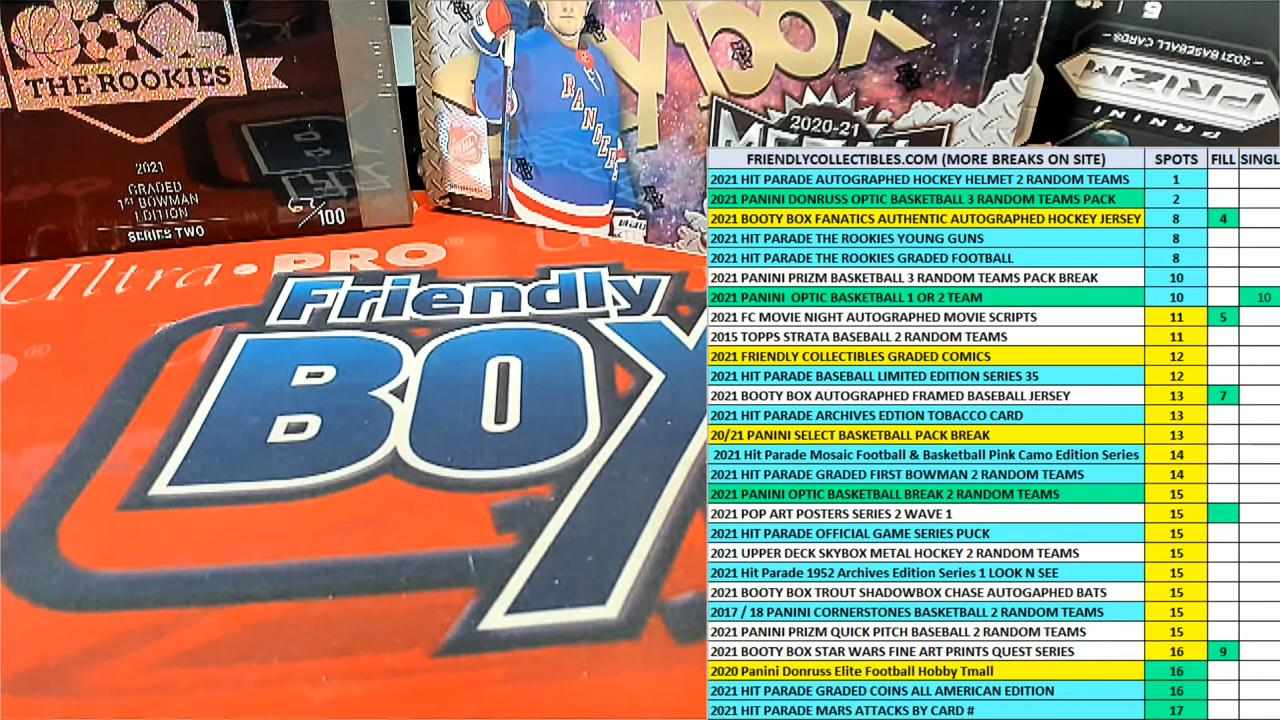 THE ROOKIES
2021
GRADED
1ST BOWMAN
EDITION
SERIES TWO
/100
RANGERS
2020-21
2021 BASEBALL CARDS
PRIZM
PANINI
5
Ultra•PRO®
Friendly
BOX
FRIENDLYCOLLECTIBLES.COM (MORE BREAKS ON SITE) SPOTS FILL SINGL
2021 HIT PARADE AUTOGRAPHED HOCKEY HELMET 2 RANDOM TEAMS 1
2021 PANINI DONRUSS OPTIC BASKETBALL 3 RANDOM TEAMS PACK 2
2021 BOOTY BOX FANATICS AUTHENTIC AUTOGRAPHED HOCKEY JERSEY 8 4
2021 HIT PARADE THE ROOKIES YOUNG GUNS 8
2021 HIT PARADE THE ROOKIES GRADED FOOTBALL 8
2021 PANINI PRIZM BASKETBALL 3 RANDOM TEAMS PACK BREAK 10
2021 PANINI OPTIC BASKETBALL 1 OR 2 TEAM 10 10
2021 FC MOVIE NIGHT AUTOGRAPHED MOVIE SCRIPTS 11 5
2015 TOPPS STRATA BASEBALL 2 RANDOM TEAMS 11
2021 FRIENDLY COLLECTIBLES GRADED COMICS 12
2021 HIT PARADE BASEBALL LIMITED EDITION SERIES 35 12
2021 BOOTY BOX AUTOGRAPHED FRAMED BASEBALL JERSEY 13 7
2021 HIT PARADE ARCHIVES EDTION TOBACCO CARD 13
20/21 PANINI SELECT BASKETBALL PACK BREAK 13
2021 Hit Parade Mosaic Football & Basketball Pink Camo Edition Series 14
2021 HIT PARADE GRADED FIRST BOWMAN 2 RANDOM TEAMS 14
2021 PANINI OPTIC BASKETBALL BREAK 2 RANDOM TEAMS 15
2021 POP ART POSTERS SERIES 2 WAVE 1 15
2021 HIT PARADE OFFICIAL GAME SERIES PUCK 15
2021 UPPER DECK SKYBOX METAL HOCKEY 2 RANDOM TEAMS 15
2021 Hit Parade 1952 Archives Edition Series 1 LOOK N SEE 15
2021 BOOTY BOX TROUT SHADOWBOX CHASE AUTOGAPHED BATS 15
2017 / 18 PANINI CORNERSTONES BASKETBALL 2 RANDOM TEAMS 15
2021 PANINI PRIZM QUICK PITCH BASEBALL 2 RANDOM TEAMS 15
2021 BOOTY BOX STAR WARS FINE ART PRINTS QUEST SERIES 16 9
2020 Panini Donruss Elite Football Hobby Tmall 16
2021 HIT PARADE GRADED COINS ALL AMERICAN EDITION 16
2021 HIT PARADE MARS ATTACKS BY CARD # 17